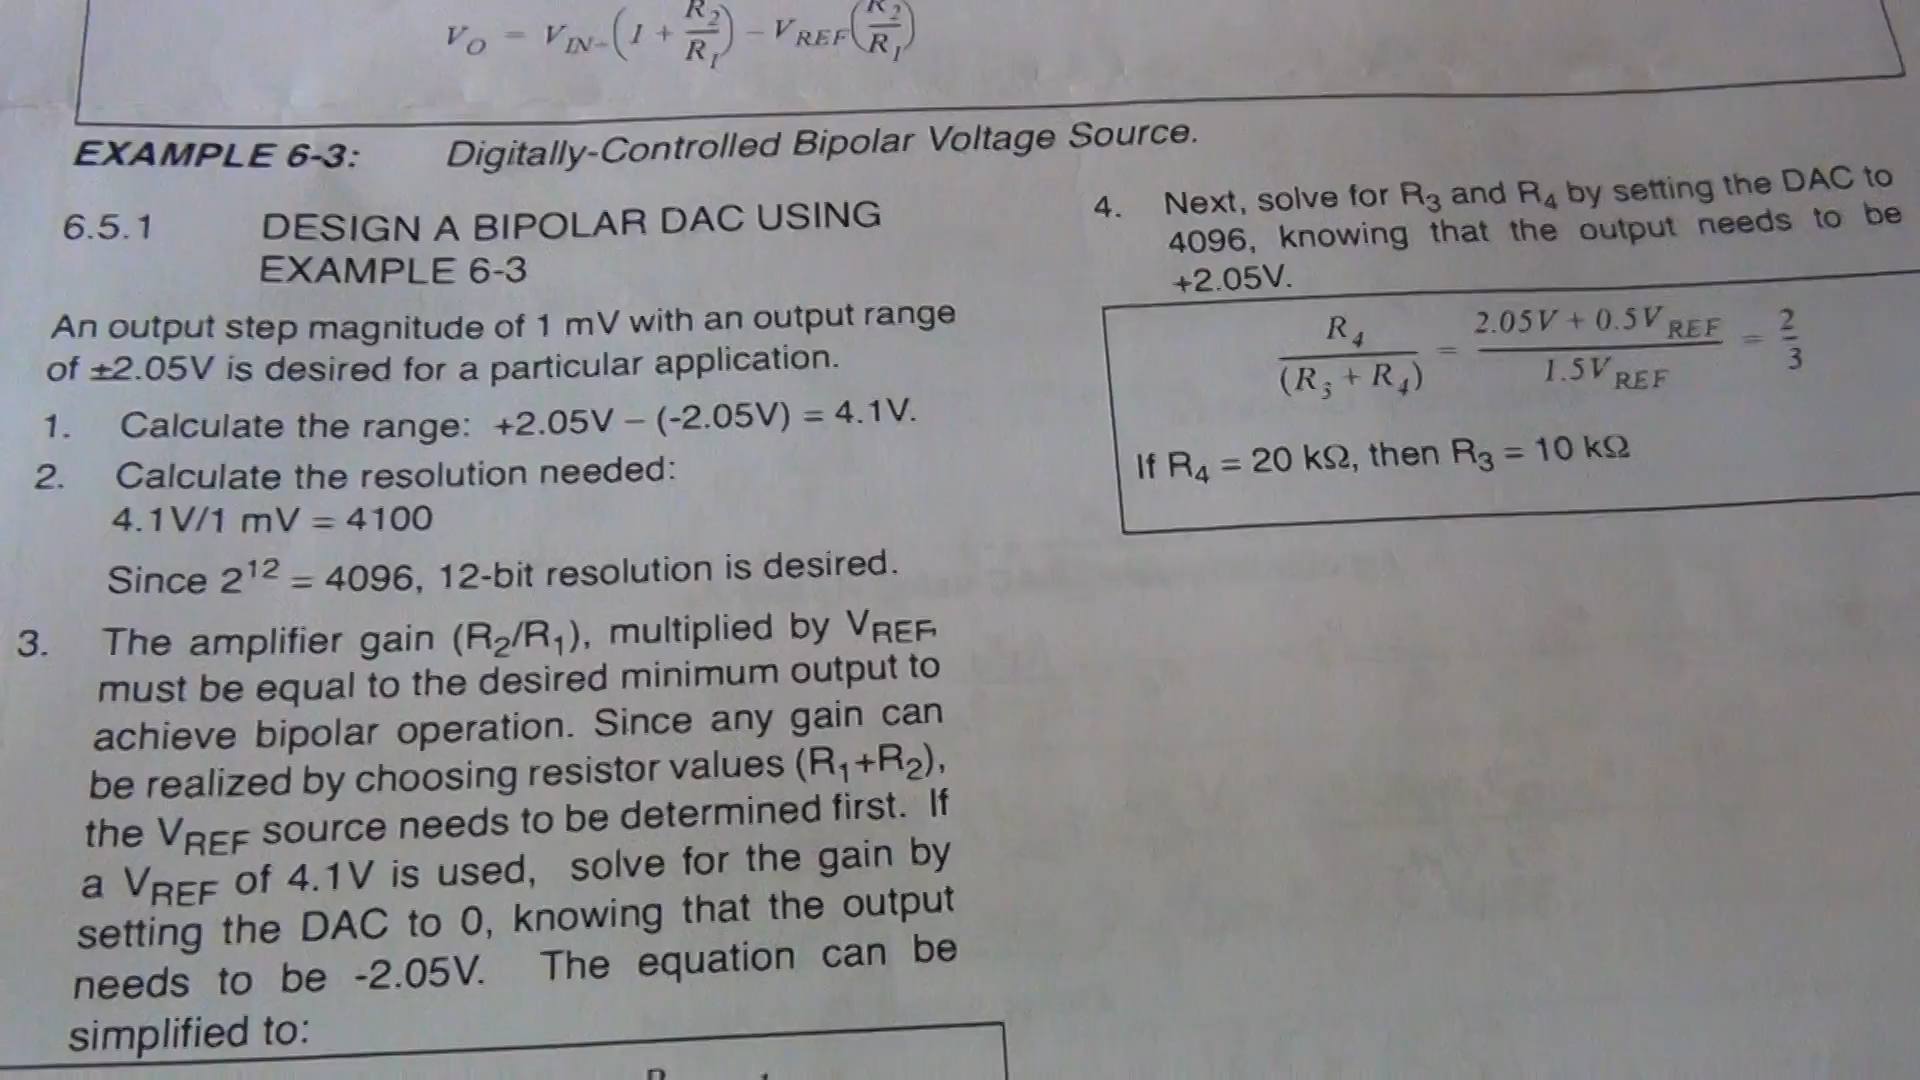 V_O = V_IN-(1 + R_2/R_1) - V_REF(R_2/R_1)
EXAMPLE 6-3: Digitally-Controlled Bipolar Voltage Source.
6.5.1 DESIGN A BIPOLAR DAC USING
EXAMPLE 6-3
An output step magnitude of 1 mV with an output range
of ±2.05V is desired for a particular application.
1. Calculate the range: +2.05V – (-2.05V) = 4.1V.
2. Calculate the resolution needed:
4.1V/1 mV = 4100
Since 2¹² = 4096, 12-bit resolution is desired.
3. The amplifier gain (R₂/R₁), multiplied by V_REF,
must be equal to the desired minimum output to
achieve bipolar operation. Since any gain can
be realized by choosing resistor values (R₁+R₂),
the V_REF source needs to be determined first. If
a V_REF of 4.1V is used, solve for the gain by
setting the DAC to 0, knowing that the output
needs to be -2.05V. The equation can be
simplified to:
4. Next, solve for R₃ and R₄ by setting the DAC to
4096, knowing that the output needs to be
+2.05V.
R₄/(R₃ + R₄) = (2.05V + 0.5V_REF)/(1.5V_REF) = 2/3
If R₄ = 20 kΩ, then R₃ = 10 kΩ